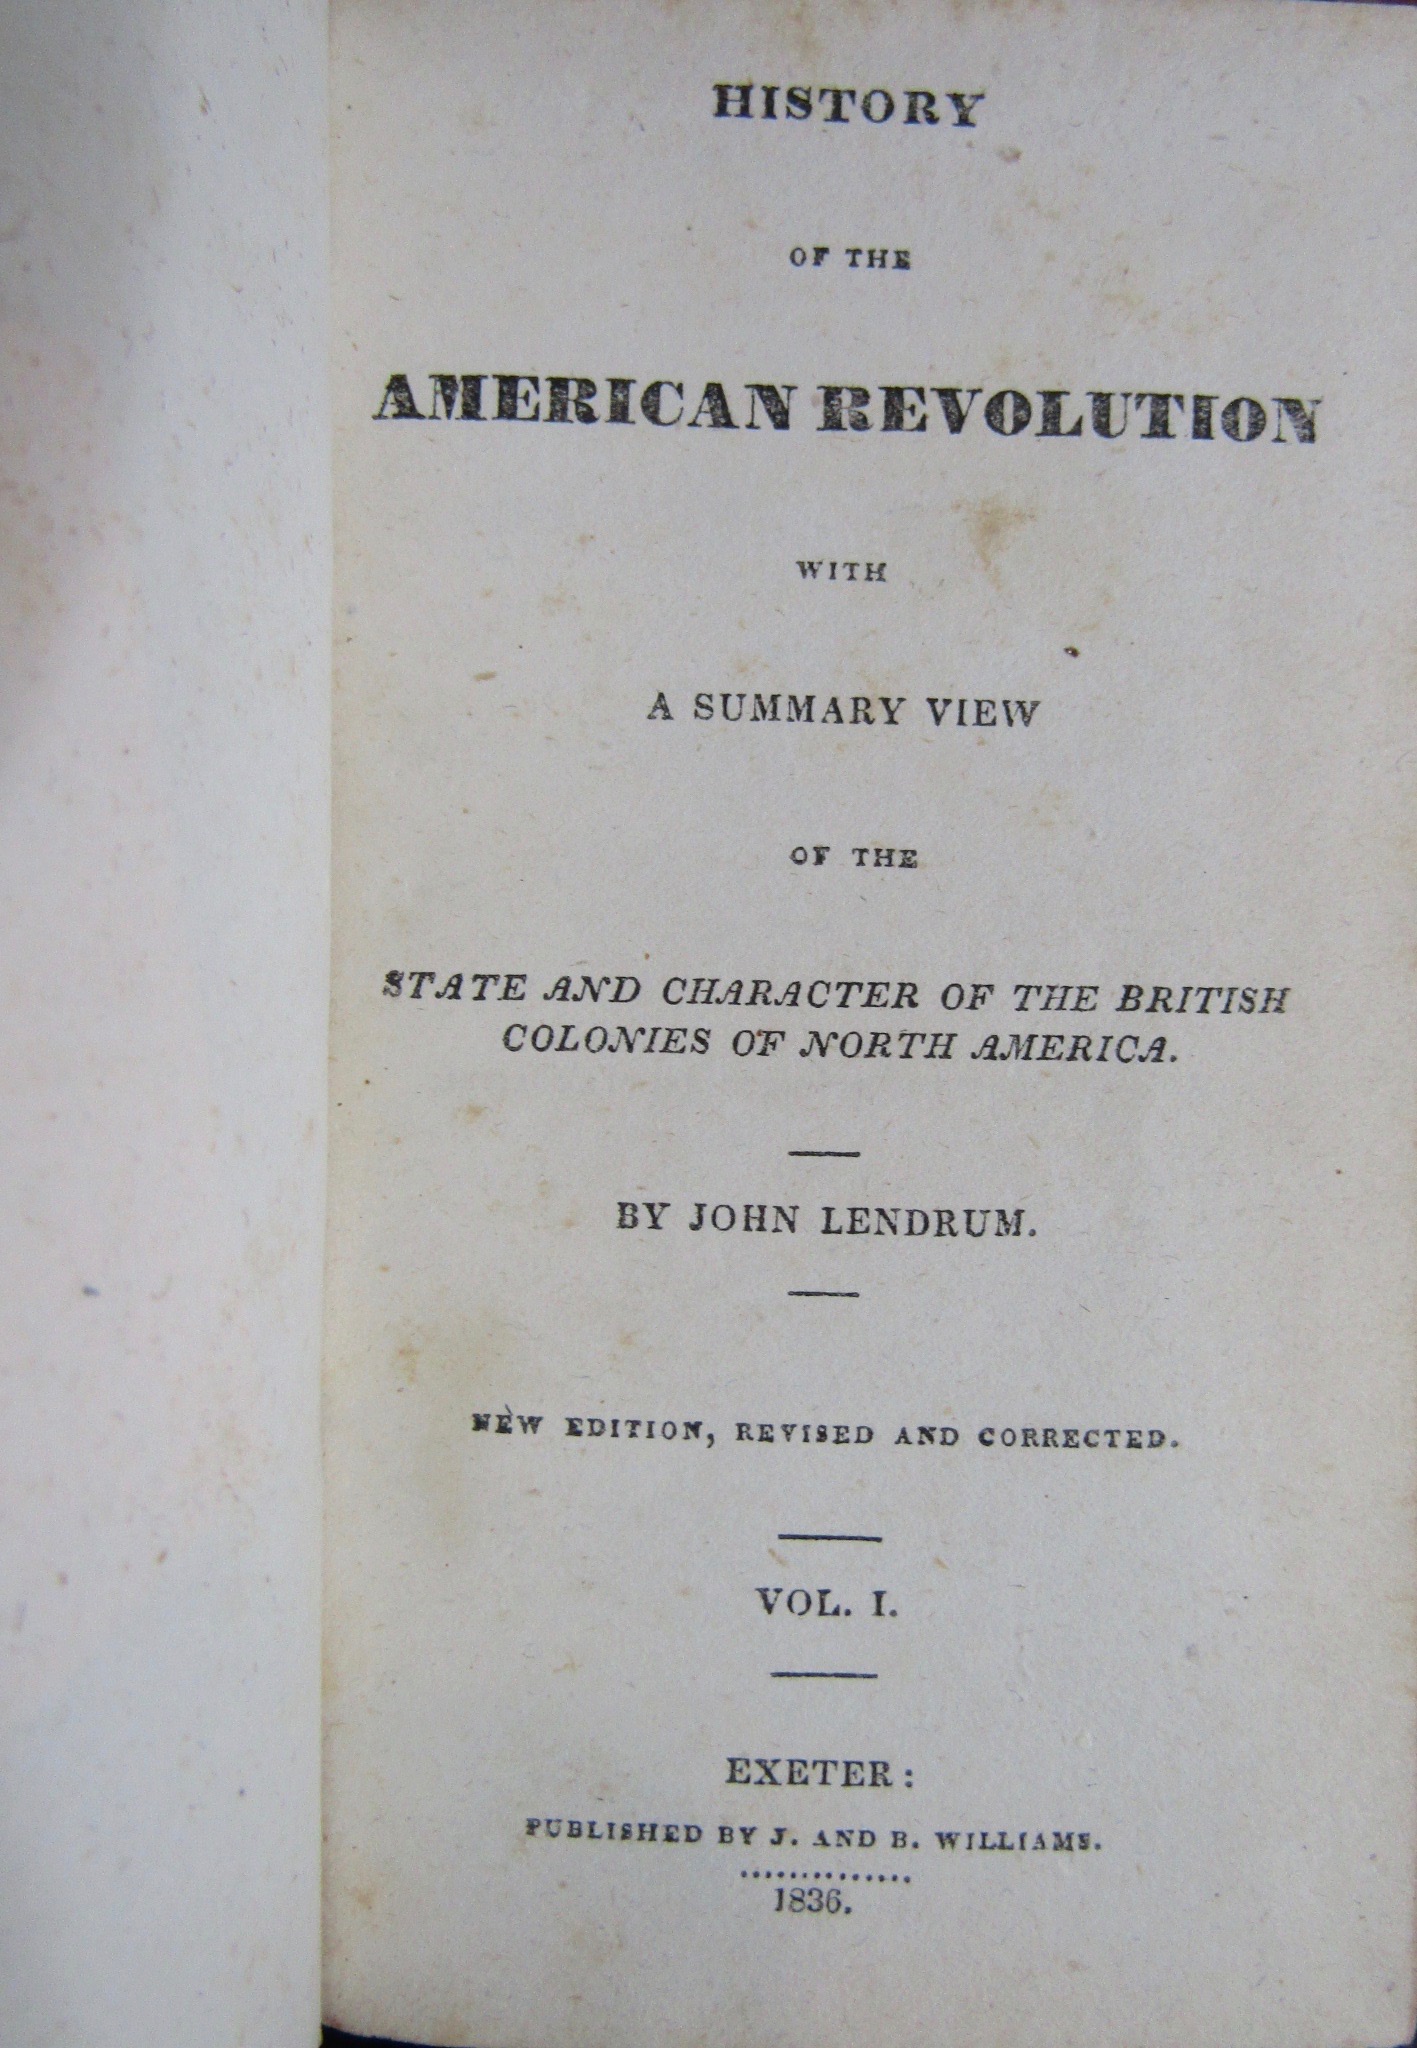 HISTORY
OF THE
AMERICAN REVOLUTION
WITH
A SUMMARY VIEW
OF THE
STATE AND CHARACTER OF THE BRITISH
COLONIES OF NORTH AMERICA.
BY JOHN LENDRUM.
NEW EDITION, REVISED AND CORRECTED.
VOL. I.
EXETER:
PUBLISHED BY J. AND B. WILLIAMS.
..............
1836.